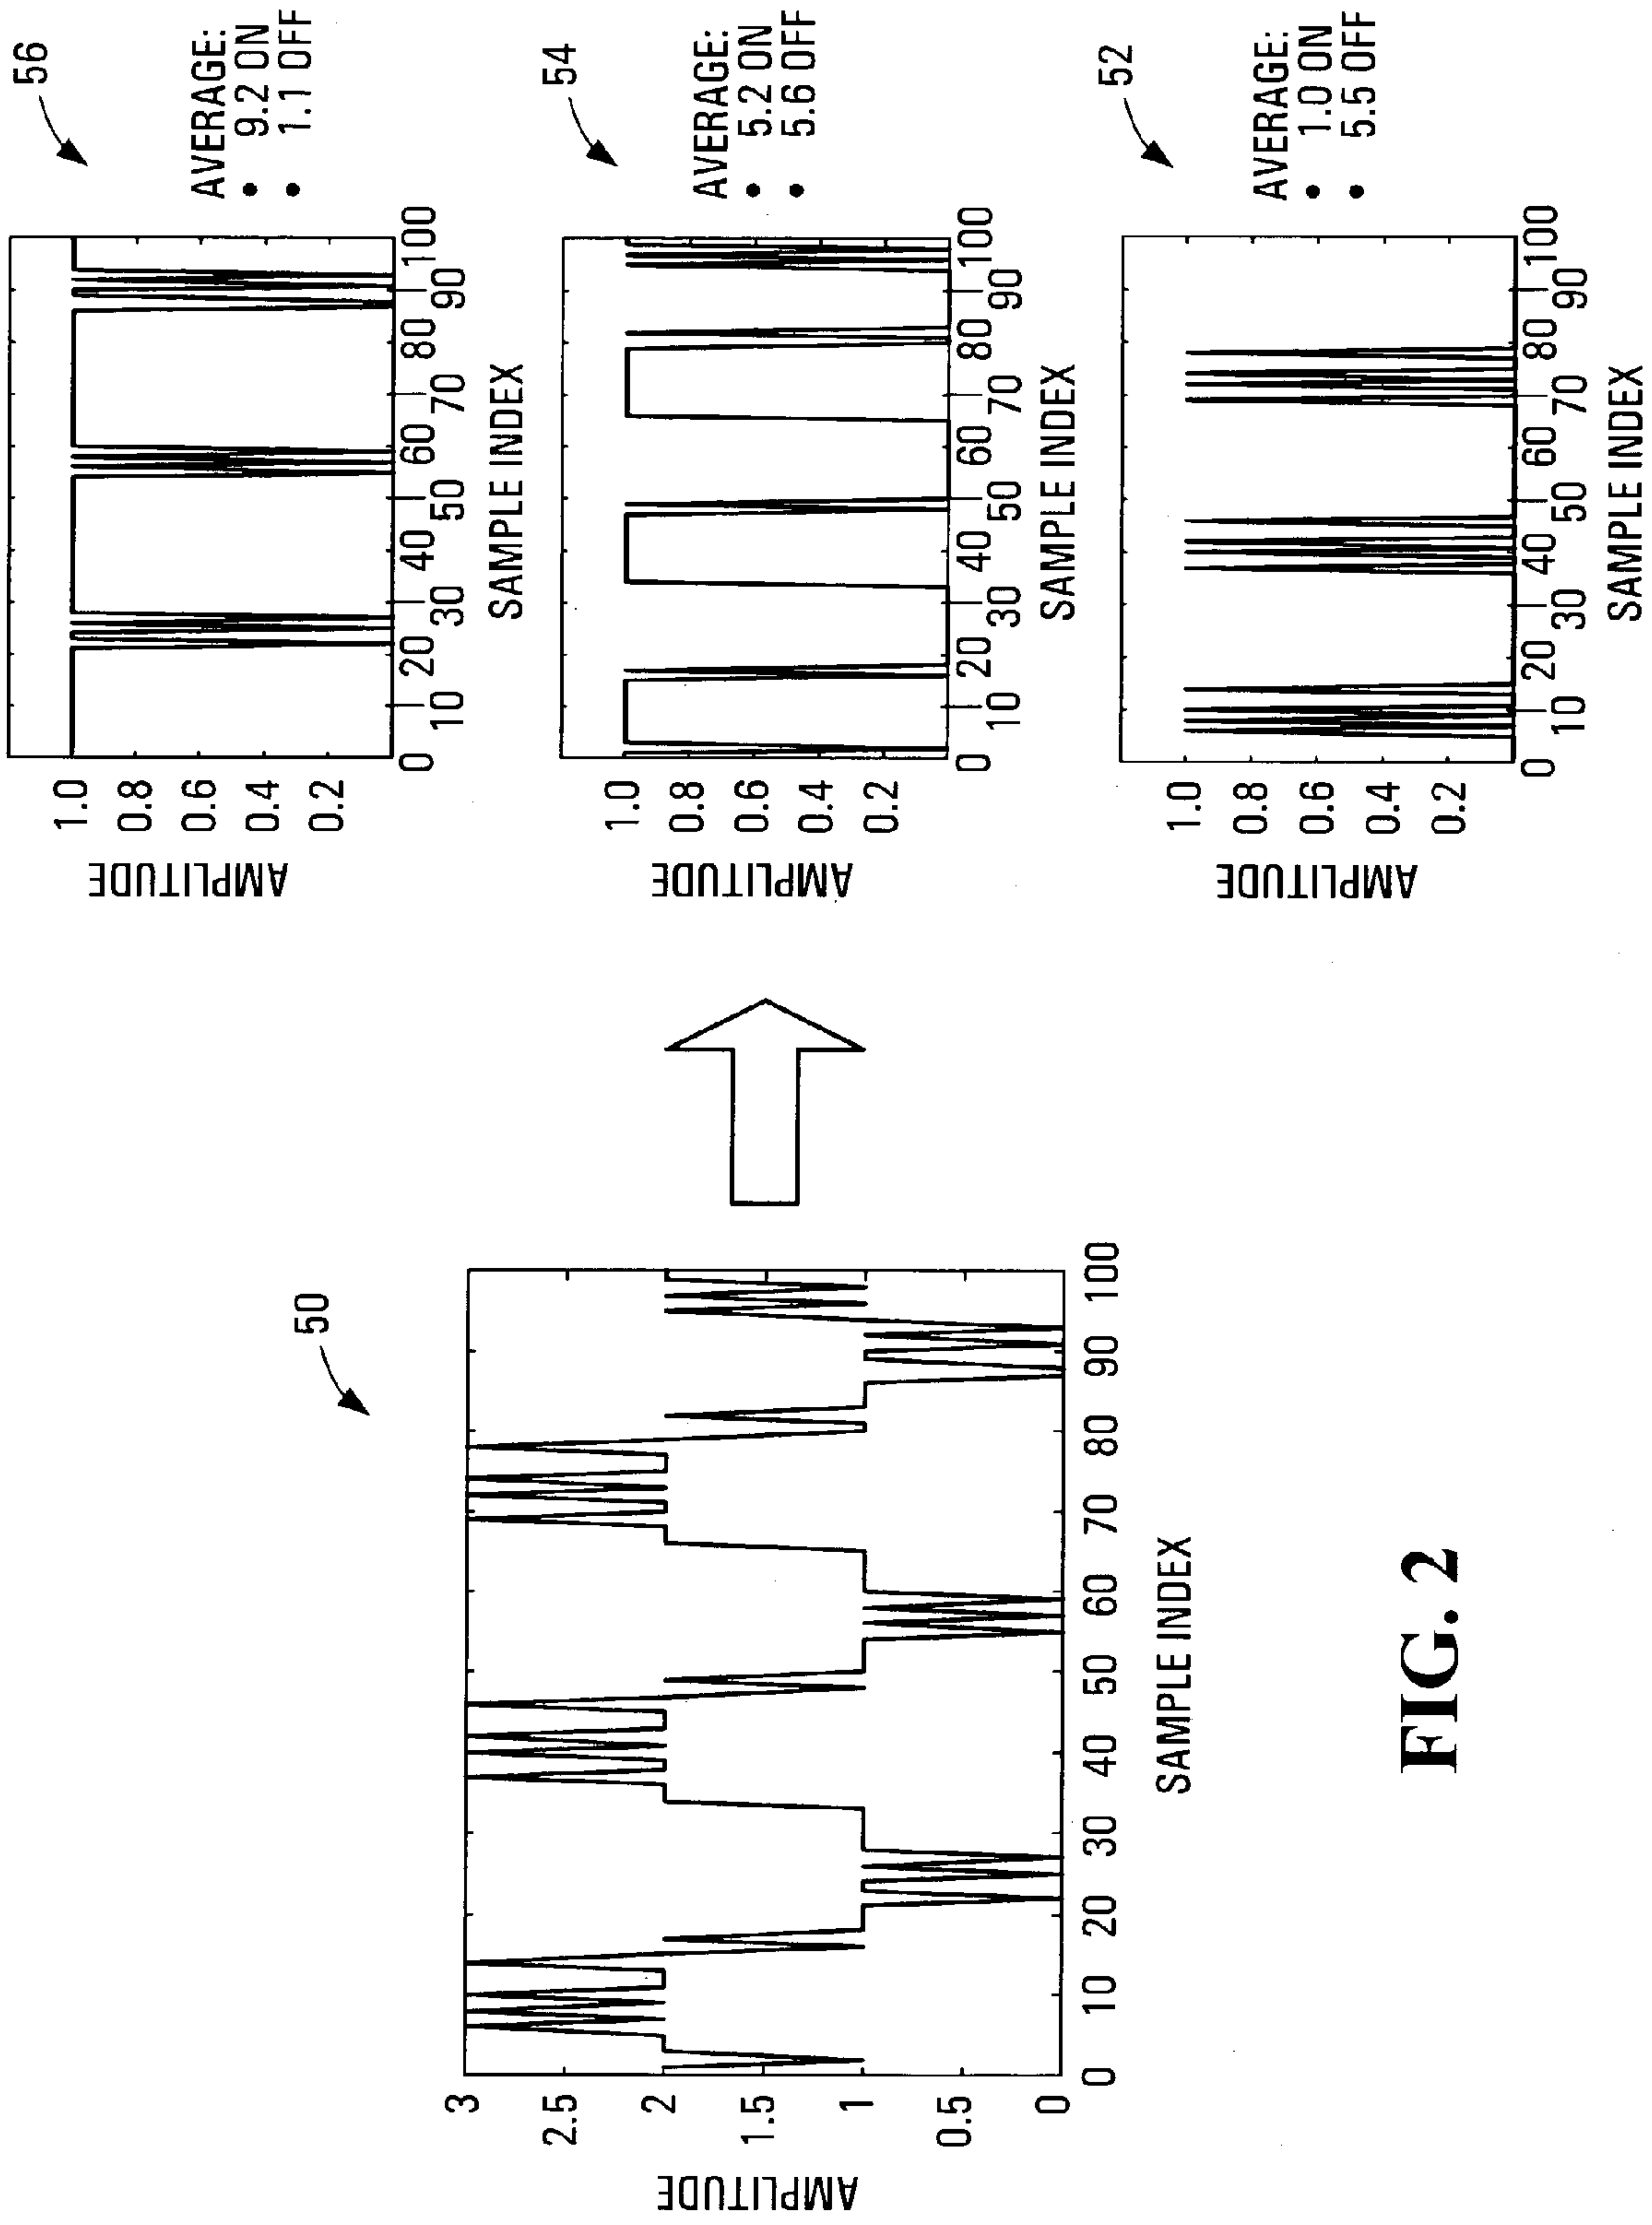 50
3
2.5
2
1.5
1
0.5
0
AMPLITUDE
0 10 20 30 40 50 60 70 80 90 100
SAMPLE INDEX
56
1.0
0.8
0.6
0.4
0.2
AMPLITUDE
0 10 20 30 40 50 60 70 80 90 100
SAMPLE INDEX
AVERAGE:
• 9.2 ON
• 1.1 OFF
54
1.0
0.8
0.6
0.4
0.2
AMPLITUDE
0 10 20 30 40 50 60 70 80 90 100
SAMPLE INDEX
AVERAGE:
• 5.2 ON
• 5.6 OFF
52
1.0
0.8
0.6
0.4
0.2
AMPLITUDE
0 10 20 30 40 50 60 70 80 90 100
SAMPLE INDEX
AVERAGE:
• 1.0 ON
• 5.5 OFF
FIG. 2